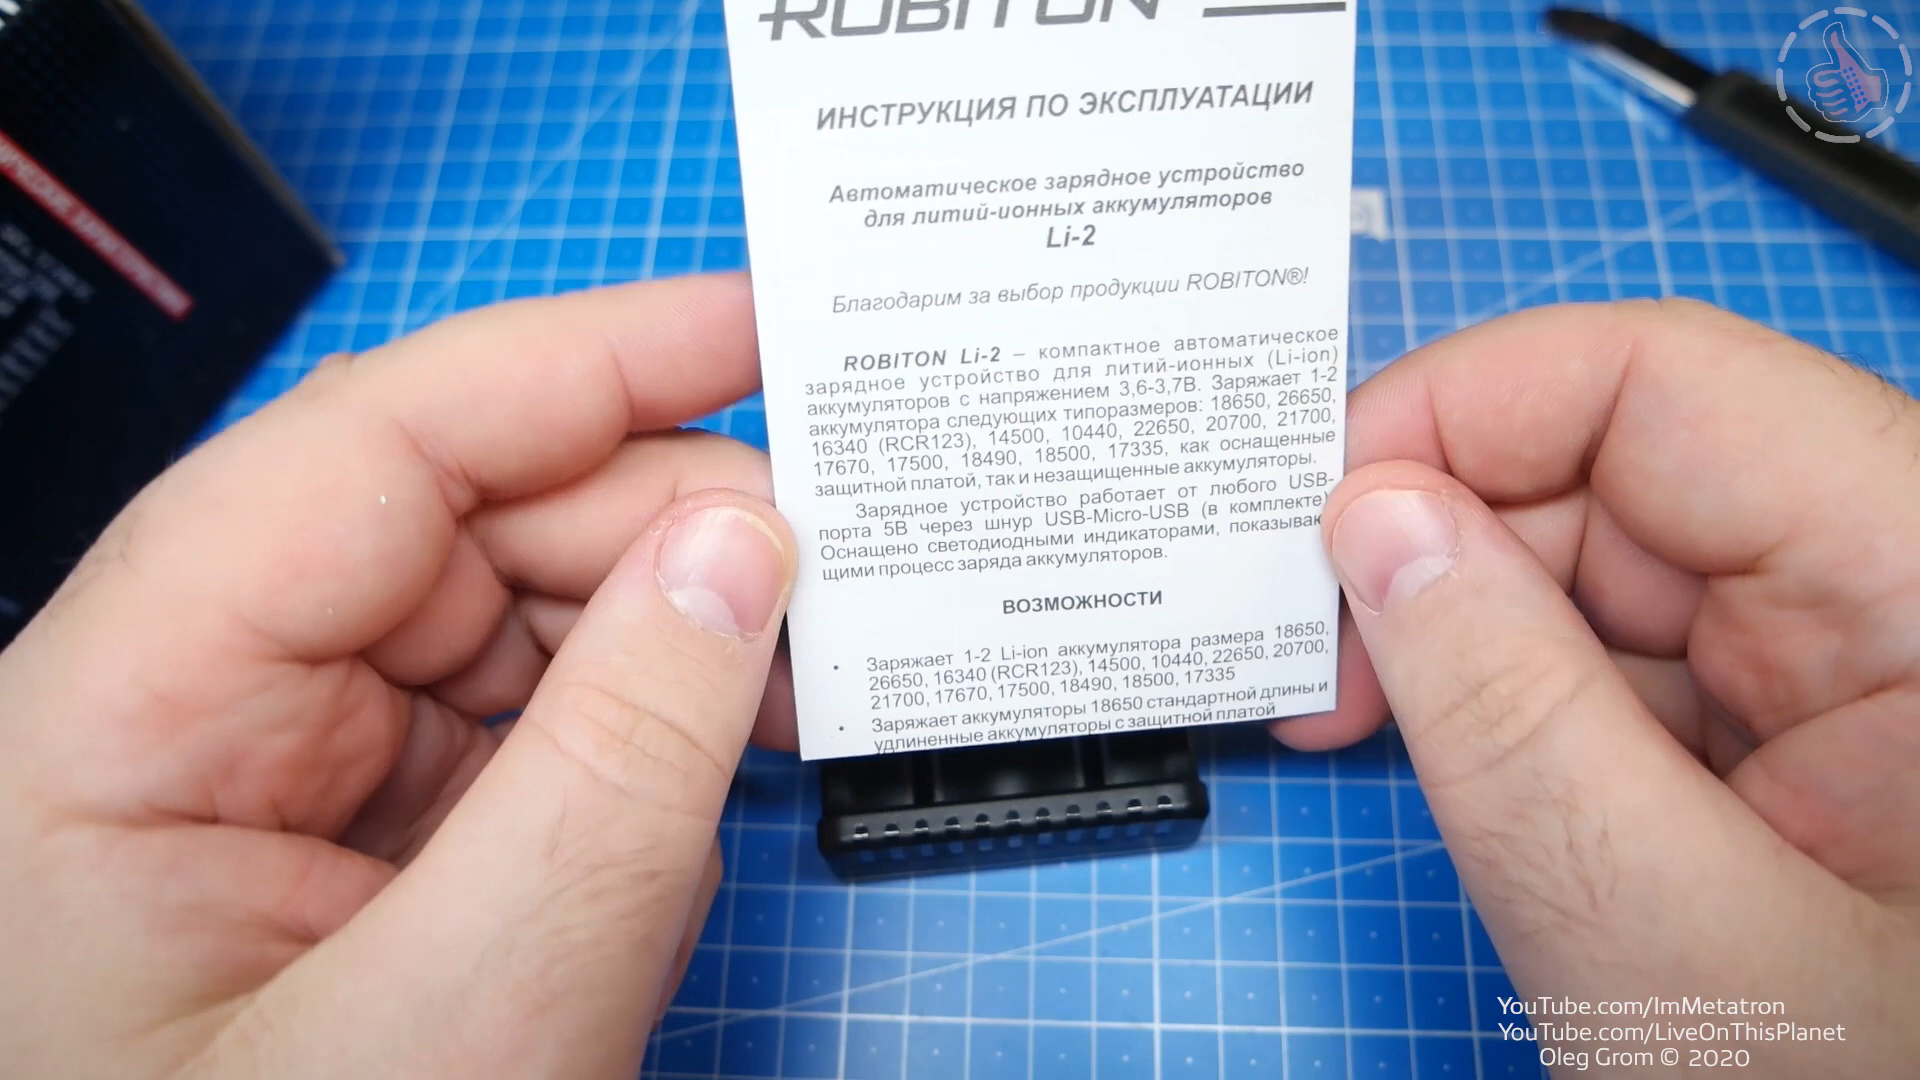 ROBITON
ИНСТРУКЦИЯ ПО ЭКСПЛУАТАЦИИ
Автоматическое зарядное устройство
для литий-ионных аккумуляторов
Li-2
Благодарим за выбор продукции ROBITON®!
ROBITON Li-2 – компактное автоматическое
зарядное устройство для литий-ионных (Li-ion)
аккумуляторов с напряжением 3,6-3,7В. Заряжает 1-2
аккумулятора следующих типоразмеров: 18650, 26650,
16340 (RCR123), 14500, 10440, 22650, 20700, 21700,
17670, 17500, 18490, 18500, 17335, как оснащенные
защитной платой, так и незащищенные аккумуляторы.
Зарядное устройство работает от любого USB-
порта 5В через шнур USB-Micro-USB (в комплекте)
Оснащено светодиодными индикаторами, показываю
щими процесс заряда аккумуляторов.
ВОЗМОЖНОСТИ
• Заряжает 1-2 Li-ion аккумулятора размера 18650,
26650, 16340 (RCR123), 14500, 10440, 22650, 20700,
21700, 17670, 17500, 18490, 18500, 17335
• Заряжает аккумуляторы 18650 стандартной длины и
удлиненные аккумуляторы с защитной платой
YouTube.com/ImMetatron
YouTube.com/LiveOnThisPlanet
Oleg Grom © 2020